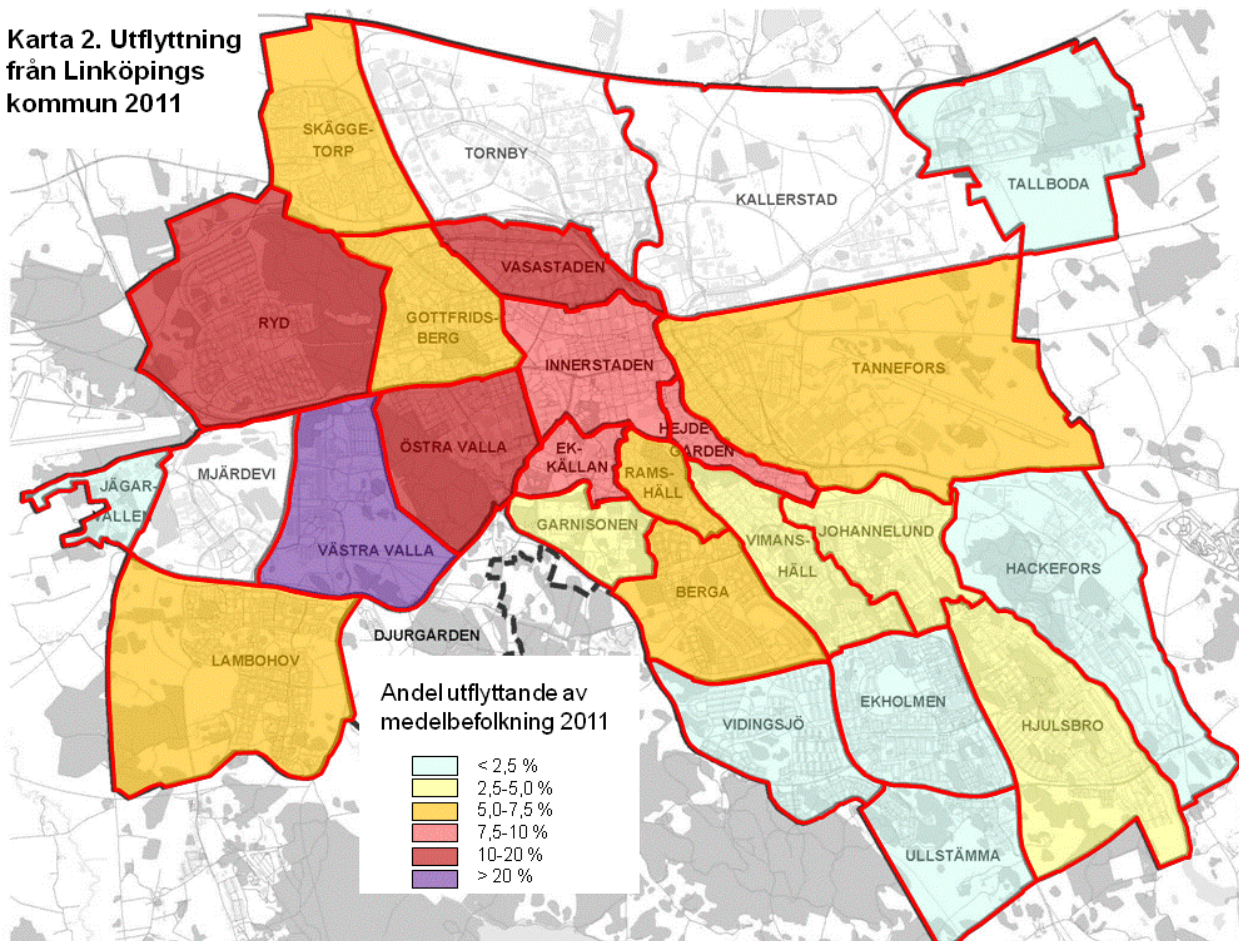 Karta 2. Utflyttning
från Linköpings
kommun 2011
SKÄGGE-
TORP
TORNBY
KALLERSTAD
TALLBODA
VASASTADEN
RYD
GOTTFRIDS-
BERG
INNERSTADEN
TANNEFORS
HEJDE-
GÅRDEN
ÖSTRA VALLA
EK-
KÄLLAN
RAMS-
HÄLL
MJÄRDEVI
JÄGAR-
VALLEN
GARNISONEN
VÄSTRA VALLA
VIMANS-
HÄLL
JOHANNELUND
HACKEFORS
BERGA
DJURGÅRDEN
LAMBOHOV
VIDINGSJÖ
EKHOLMEN
HJULSBRO
ULLSTÄMMA
Andel utflyttande av
medelbefolkning 2011
< 2,5 %
2,5-5,0 %
5,0-7,5 %
7,5-10 %
10-20 %
> 20 %